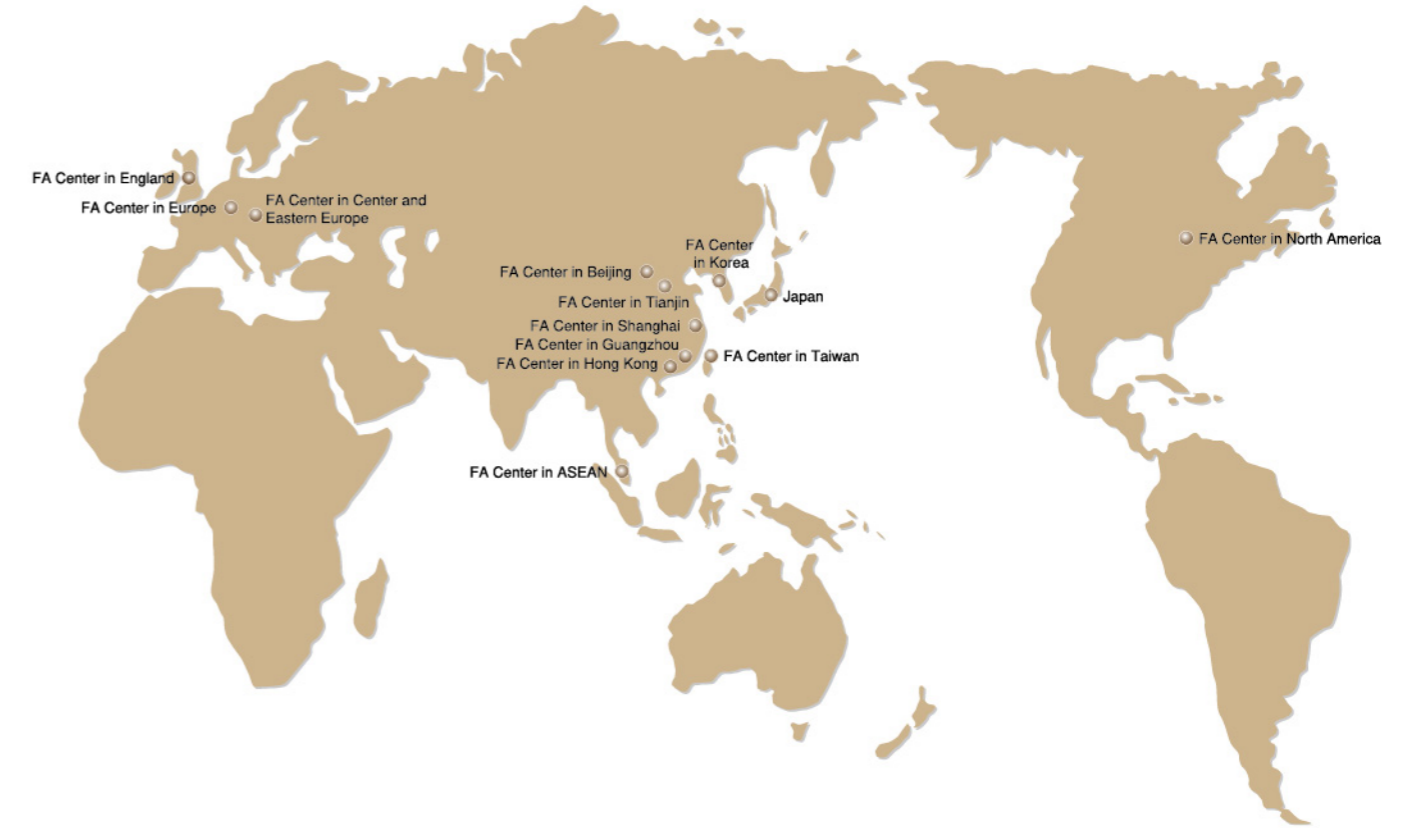 FA Center in England
FA Center in Europe
FA Center in Center and
Eastern Europe
FA Center
in Korea
FA Center in North America
FA Center in Beijing
FA Center in Tianjin
Japan
FA Center in Shanghai
FA Center in Guangzhou
FA Center in Hong Kong
FA Center in Taiwan
FA Center in ASEAN